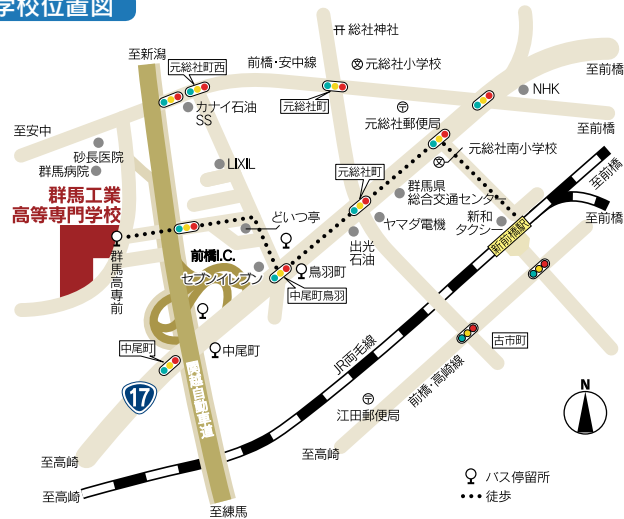 学校位置図
总社神社
至新潟
前橋・安中線
元総社町西
元総社小学校
至前橋
カナイ石油
SS
元総社町
NHK
元総社郵便局
至安中
至前橋
砂長医院
元総社南小学校
群馬病院
LIXIL
元総社町
至前橋
群馬工業
高等専門学校
群馬県
総合交通センター
どいつ亭
ヤマダ電機
新和
タクシー
至前橋
出光
石油
新前橋駅
群馬高専前
前橋I.C.
セブンイレブン
鳥羽町
中尾町鳥羽
中尾町
中尾町
古市町
JR両毛線
前橋・高崎線
17
関越自動車道
N
江田郵便局
至高崎
至高崎
至高崎
バス停留所
徒歩
至練馬